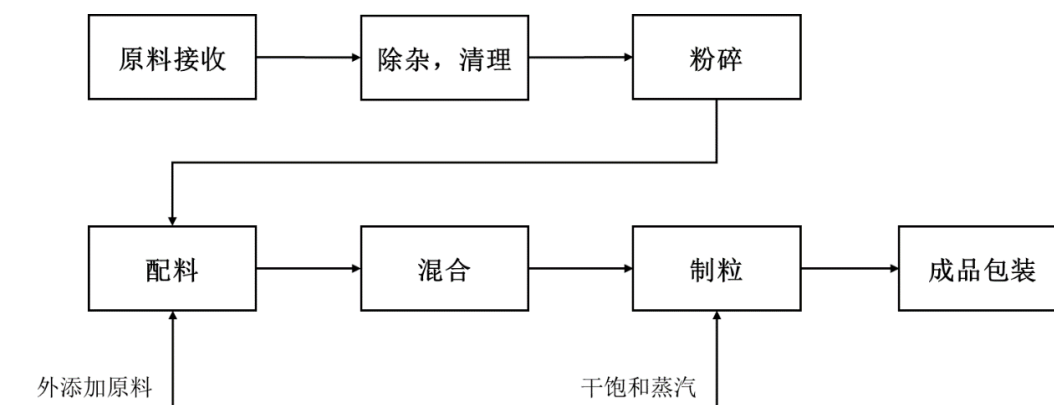 原料接收
除杂，清理
粉碎
配料
混合
制粒
成品包装
外添加原料
干饱和蒸汽